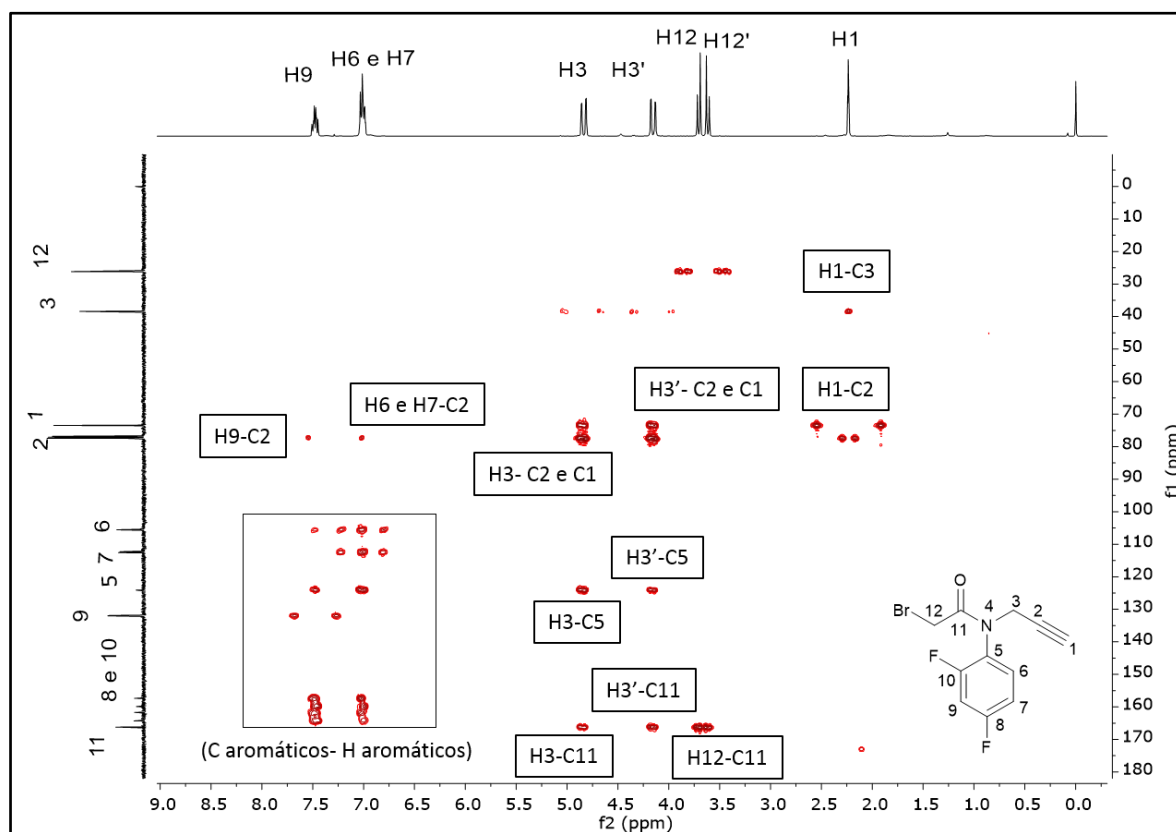 H9
H6 e H7
H3
H3'
H12
H12'
H1
12
3
1
2
6
7
5
9
8 e 10
11
H1-C3
H3'- C2 e C1
H1-C2
H6 e H7-C2
H9-C2
H3- C2 e C1
H3'-C5
H3-C5
H3'-C11
H3-C11
H12-C11
(C aromáticos- H aromáticos)
O
Br
12
11
N
4
3
2
1
5
F
10
6
9
7
8
F
0
10
20
30
40
50
60
70
80
90
100
110
120
130
140
150
160
170
180
f1 (ppm)
9.0 8.5 8.0 7.5 7.0 6.5 6.0 5.5 5.0 4.5 4.0 3.5 3.0 2.5 2.0 1.5 1.0 0.5 0.0
f2 (ppm)